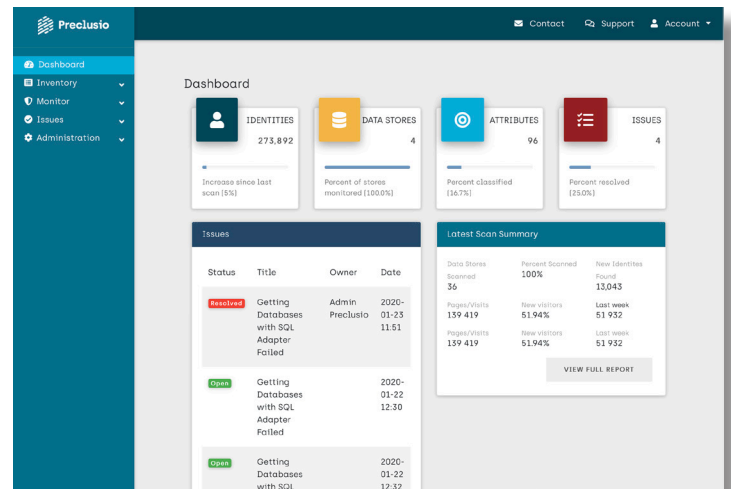 Preclusio
Contact Support Account
Dashboard
Inventory
Monitor
Issues
Administration
Dashboard
IDENTITIES
273,892
Increase since last
scan (5%)
DATA STORES
4
Percent of stores
monitored (100.0%)
ATTRIBUTES
96
Percent classified
(16.7%)
ISSUES
4
Percent resolved
(25.0%)
Issues
Status Title Owner Date
Resolved Getting Admin 2020-
Databases Preclusio 01-23
with SQL 11:51
Adapter
Failed
Open Getting 2020-
Databases 01-22
with SQL 12:30
Adapter
Failed
Open Getting 2020-
Databases 01-22
with SQL 12:32
Latest Scan Summary
Data Stores Percent Scanned New Identites
Scanned 100% Found
36 13,043
Pages/Visits New visitors Last week
139 419 51.94% 51 932
Pages/Visits New visitors Last week
139 419 51.94% 51 932
VIEW FULL REPORT